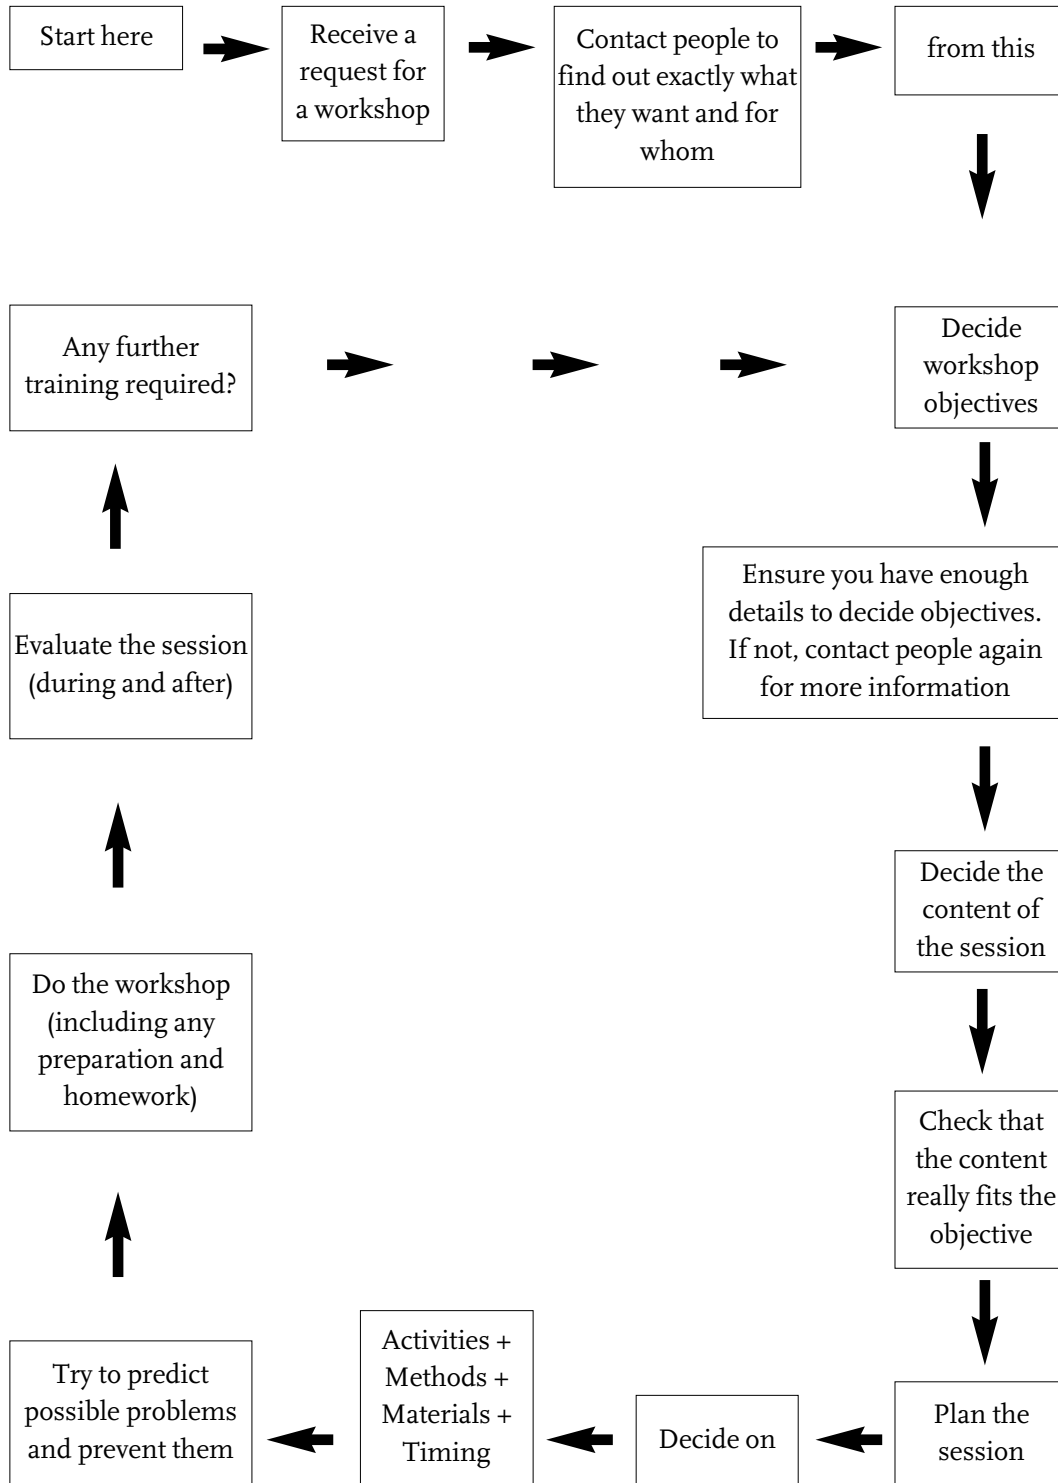 Start here
Receive a
request for
a workshop
Contact people to
find out exactly what
they want and for
whom
from this
Decide
workshop
objectives
Ensure you have enough
details to decide objectives.
If not, contact people again
for more information
Decide the
content of
the session
Check that
the content
really fits the
objective
Plan the
session
Decide on
Activities +
Methods +
Materials +
Timing
Try to predict
possible problems
and prevent them
Do the workshop
(including any
preparation and
homework)
Evaluate the session
(during and after)
Any further
training required?